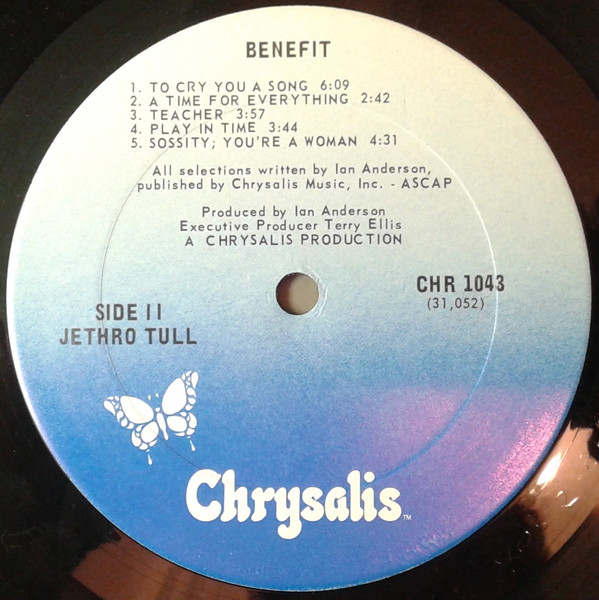 BENEFIT
1. TO CRY YOU A SONG 6:09
2. A TIME FOR EVERYTHING 2:42
3. TEACHER 3:57
4. PLAY IN TIME 3:44
5. SOSSITY; YOU'RE A WOMAN 4:31
All selections written by Ian Anderson,
published by Chrysalis Music, Inc. - ASCAP
Produced by Ian Anderson
Executive Producer Terry Ellis
A CHRYSALIS PRODUCTION
CHR 1043
(31,052)
SIDE II
JETHRO TULL
Chrysalis™